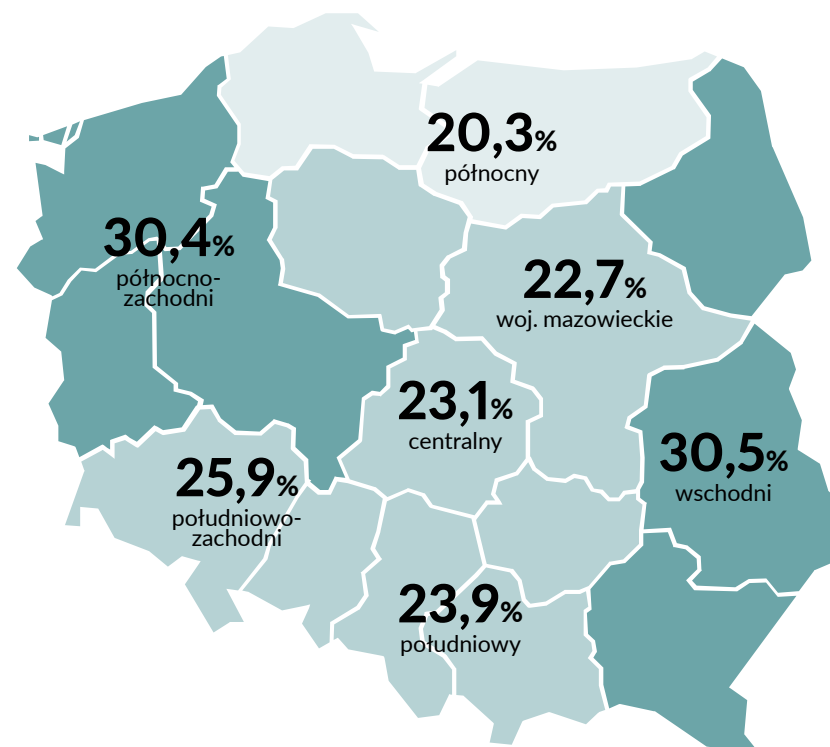 20,3%
północny
30,4%
północno-
zachodni
22,7%
woj. mazowieckie
23,1%
centralny
30,5%
wschodni
25,9%
południowo-
zachodni
23,9%
południowy